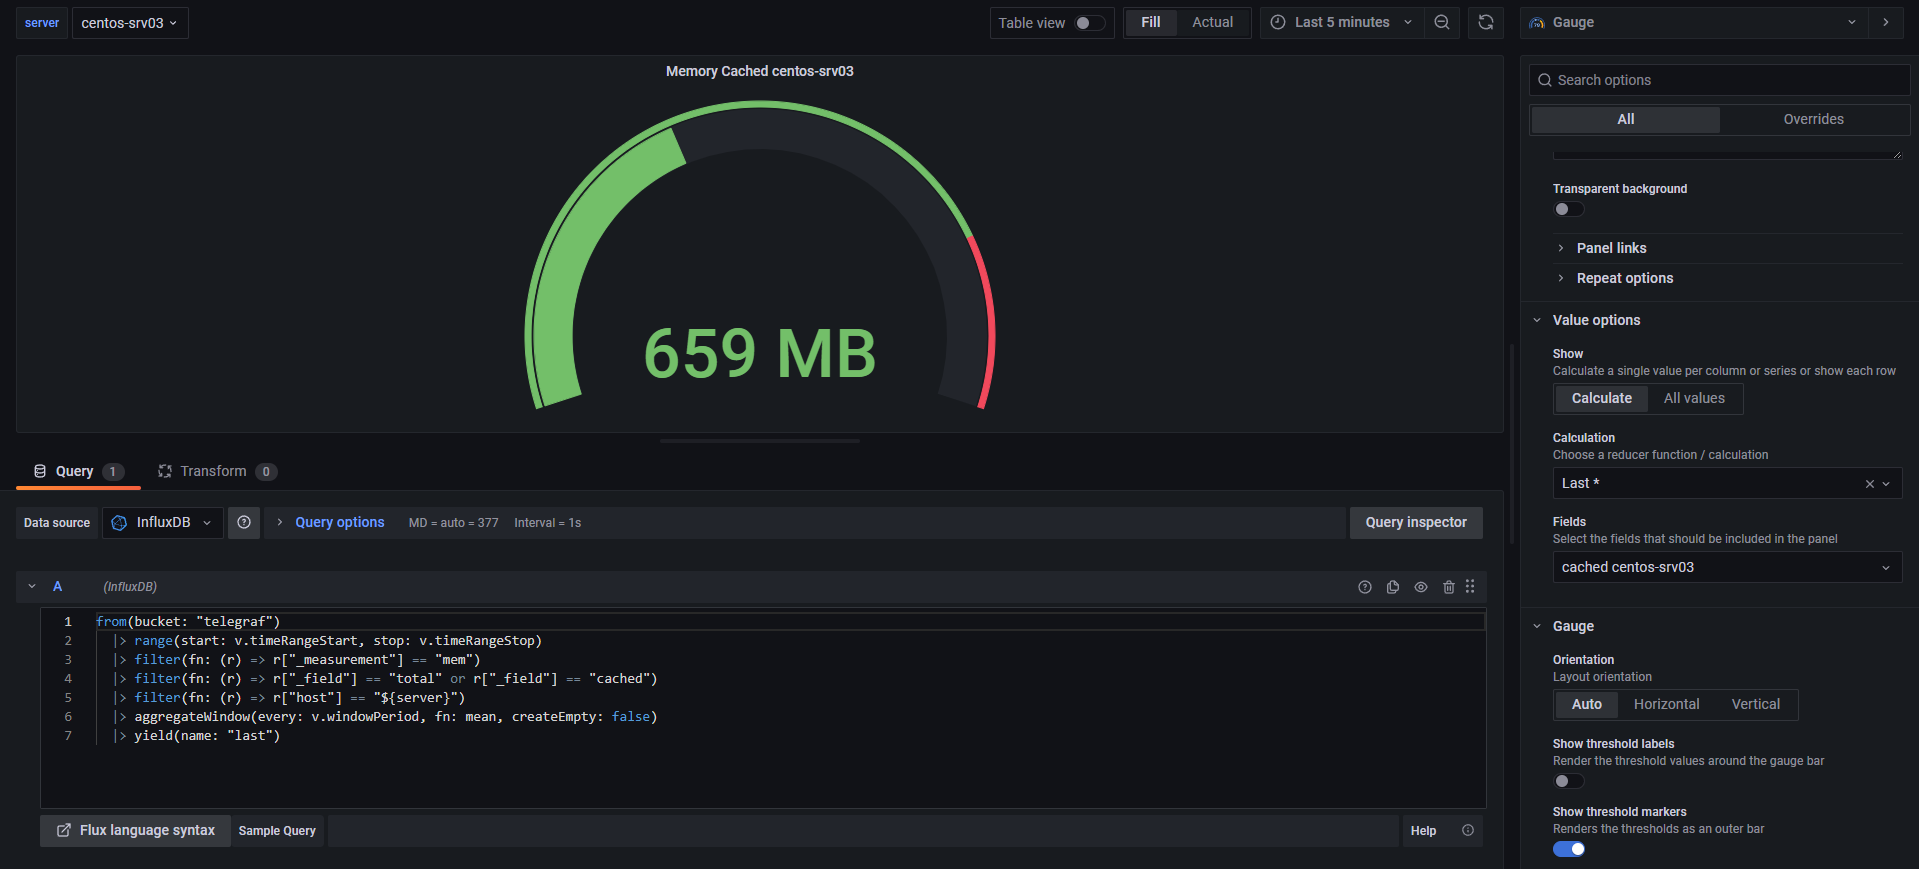 server centos-srv03
Table view Fill Actual Last 5 minutes
Gauge
Memory Cached centos-srv03
659 MB
Query 1 Transform 0
Data source InfluxDB Query options MD = auto = 377 Interval = 1s Query inspector
A (InfluxDB)
1 from(bucket: "telegraf")
2 |> range(start: v.timeRangeStart, stop: v.timeRangeStop)
3 |> filter(fn: (r) => r["_measurement"] == "mem")
4 |> filter(fn: (r) => r["_field"] == "total" or r["_field"] == "cached")
5 |> filter(fn: (r) => r["host"] == "${server}")
6 |> aggregateWindow(every: v.windowPeriod, fn: mean, createEmpty: false)
7 |> yield(name: "last")
Flux language syntax Sample Query Help
Search options
All Overrides
Transparent background
Panel links
Repeat options
Value options
Show
Calculate a single value per column or series or show each row
Calculate All values
Calculation
Choose a reducer function / calculation
Last *
Fields
Select the fields that should be included in the panel
cached centos-srv03
Gauge
Orientation
Layout orientation
Auto Horizontal Vertical
Show threshold labels
Render the threshold values around the gauge bar
Show threshold markers
Renders the thresholds as an outer bar